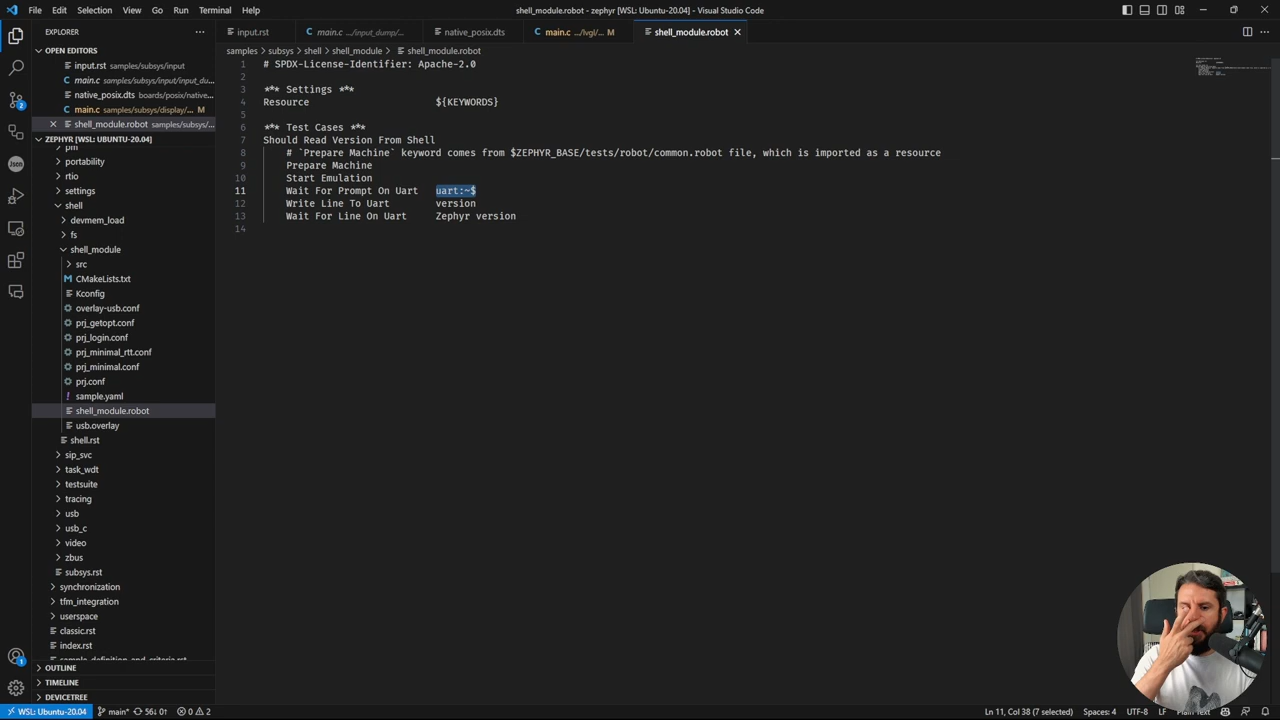 File Edit Selection View Go Run Terminal Help
shell_module.robot - zephyr [WSL: Ubuntu-20.04] - Visual Studio Code
EXPLORER
OPEN EDITORS
input.rst samples/subsys/input
main.c samples/subsys/input/input_du...
native_posix.dts boards/posix/native...
main.c samples/subsys/display/... M
shell_module.robot samples/subsys/...
ZEPHYR [WSL: UBUNTU-20.04]
pm
portability
rtio
settings
shell
devmem_load
fs
shell_module
src
CMakeLists.txt
Kconfig
overlay-usb.conf
prj_getopt.conf
prj_login.conf
prj_minimal_rtt.conf
prj_minimal.conf
prj.conf
sample.yaml
shell_module.robot
usb.overlay
shell.rst
sip_svc
task_wdt
testsuite
tracing
usb
usb_c
video
zbus
subsys.rst
synchronization
tfm_integration
userspace
classic.rst
index.rst
sample_definition_and_criteria.rst
OUTLINE
TIMELINE
DEVICETREE
input.rst main.c .../input_dump/... native_posix.dts main.c .../lvgl/ M shell_module.robot
samples > subsys > shell > shell_module > shell_module.robot
1 # SPDX-License-Identifier: Apache-2.0
2
3 *** Settings ***
4 Resource ${KEYWORDS}
5
6 *** Test Cases ***
7 Should Read Version From Shell
8 # `Prepare Machine` keyword comes from $ZEPHYR_BASE/tests/robot/common.robot file, which is imported as a resource
9 Prepare Machine
10 Start Emulation
11 Wait For Prompt On Uart uart:~$
12 Write Line To Uart version
13 Wait For Line On Uart Zephyr version
14
WSL: Ubuntu-20.04 main* 56↓ 0↑ 0 2 Ln 11, Col 38 (7 selected) Spaces: 4 UTF-8 LF Plain Text